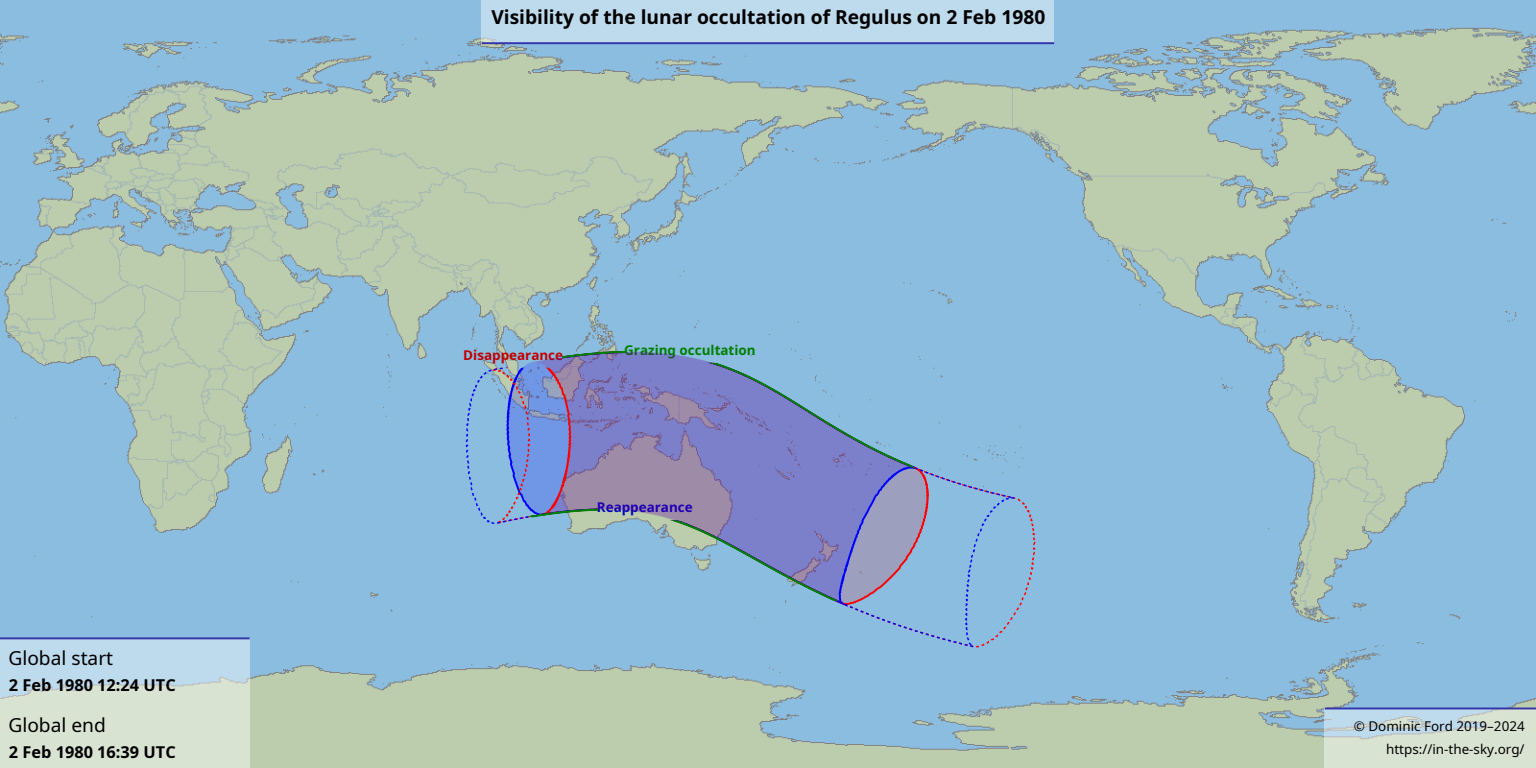 Visibility of the lunar occultation of Regulus on 2 Feb 1980
Disappearance
Grazing occultation
Reappearance
Global start
2 Feb 1980 12:24 UTC
Global end
2 Feb 1980 16:39 UTC
© Dominic Ford 2019–2024
https://in-the-sky.org/